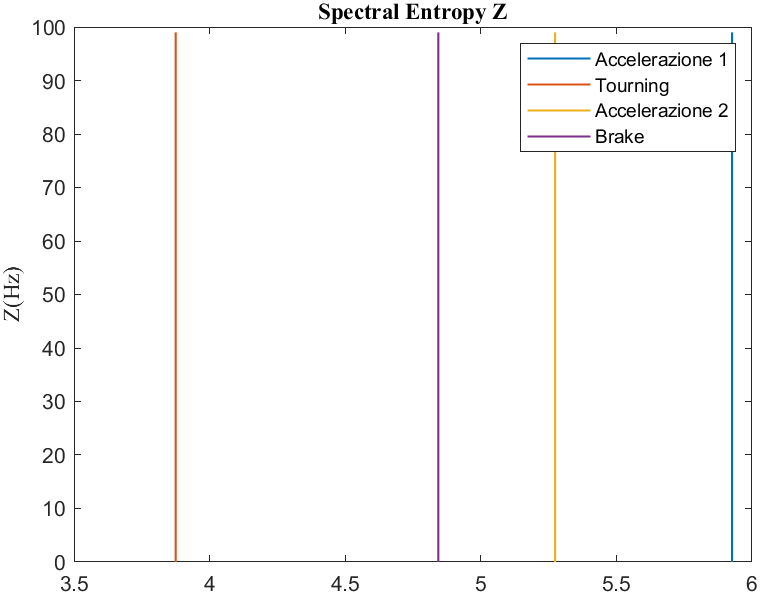 Spectral Entropy Z
100
90
80
70
60
50
40
30
20
10
0
Z(Hz)
3.5 4 4.5 5 5.5 6
Accelerazione 1
Tourning
Accelerazione 2
Brake